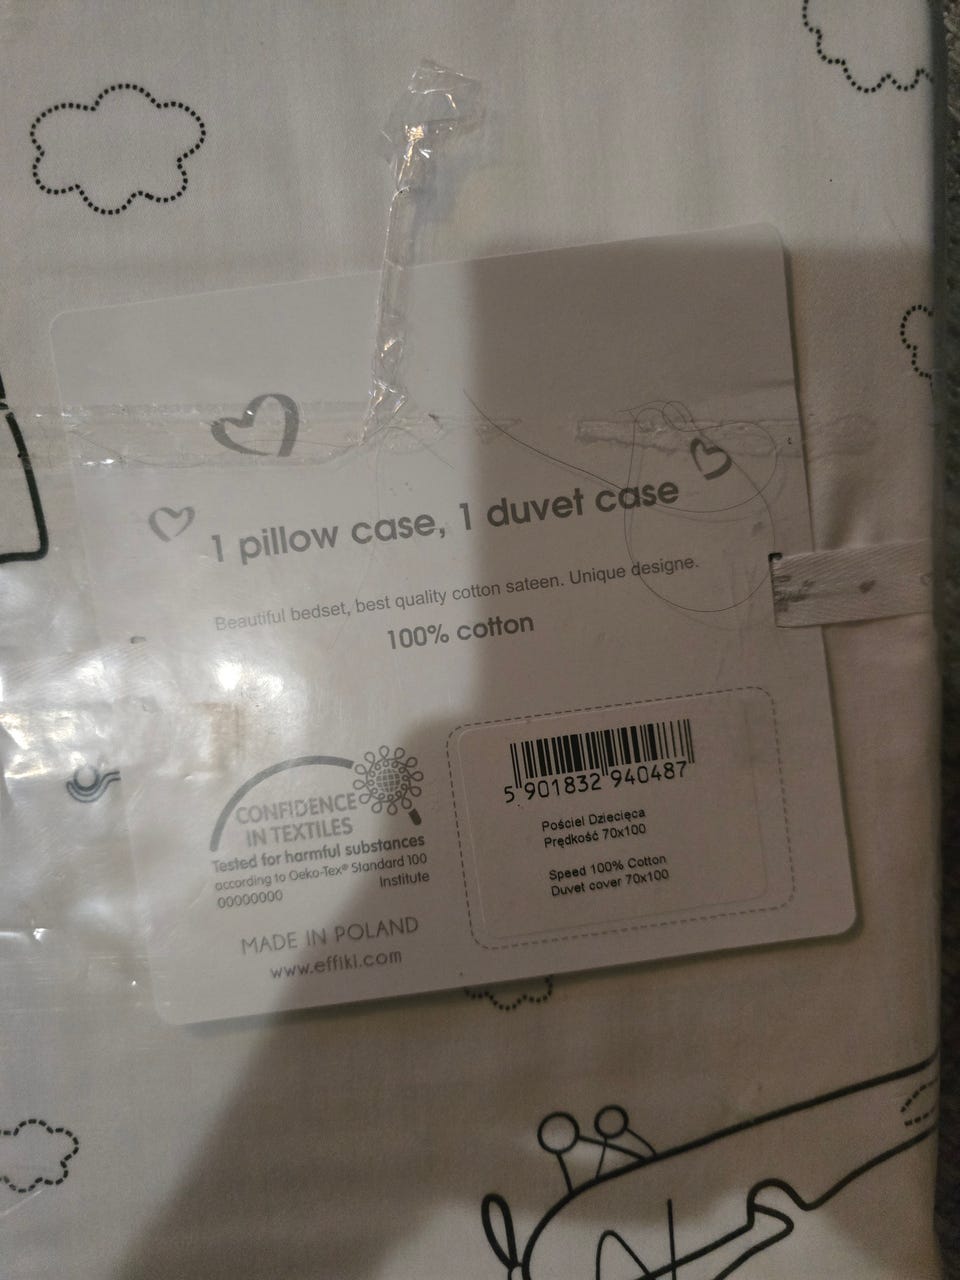 1 pillow case, 1 duvet case
Beautiful bedset, best quality cotton sateen. Unique designe.
100% cotton
CONFIDENCE
IN TEXTILES
Tested for harmful substances
according to Oeko-Tex® Standard 100
00000000 Institute
MADE IN POLAND
www.effiki.com
5 901832 940487
Pościel Dziecięca
Prędkość 70x100
Speed 100% Cotton
Duvet cover 70x100